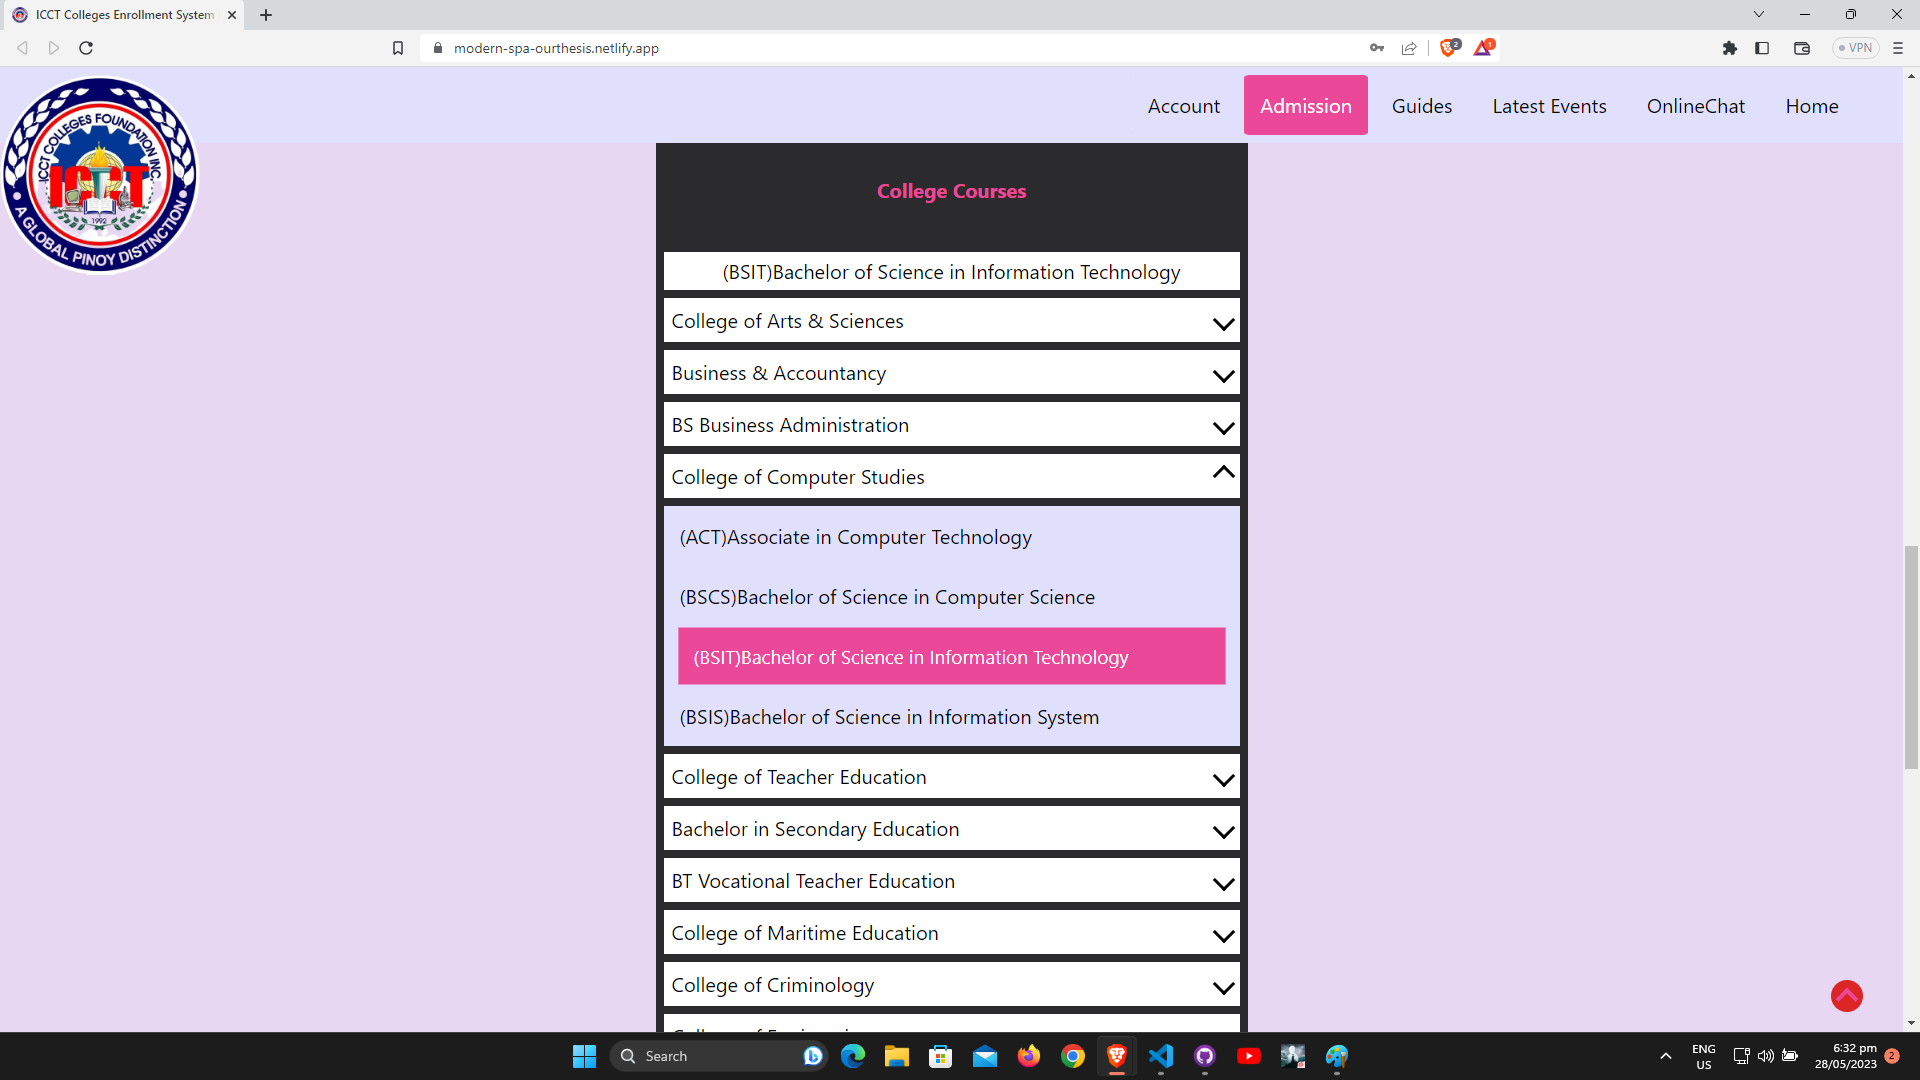 ICCT Colleges Enrollment System
modern-spa-ourthesis.netlify.app
2
1
VPN
ICCT COLLEGES FOUNDATION INC.
ICCT
1992
A GLOBAL PINOY DISTINCTION
Account
Admission
Guides
Latest Events
OnlineChat
Home
College Courses
(BSIT)Bachelor of Science in Information Technology
College of Arts & Sciences
Business & Accountancy
BS Business Administration
College of Computer Studies
(ACT)Associate in Computer Technology
(BSCS)Bachelor of Science in Computer Science
(BSIT)Bachelor of Science in Information Technology
(BSIS)Bachelor of Science in Information System
College of Teacher Education
Bachelor in Secondary Education
BT Vocational Teacher Education
College of Maritime Education
College of Criminology
Search
ENG
US
6:32 pm
28/05/2023
2